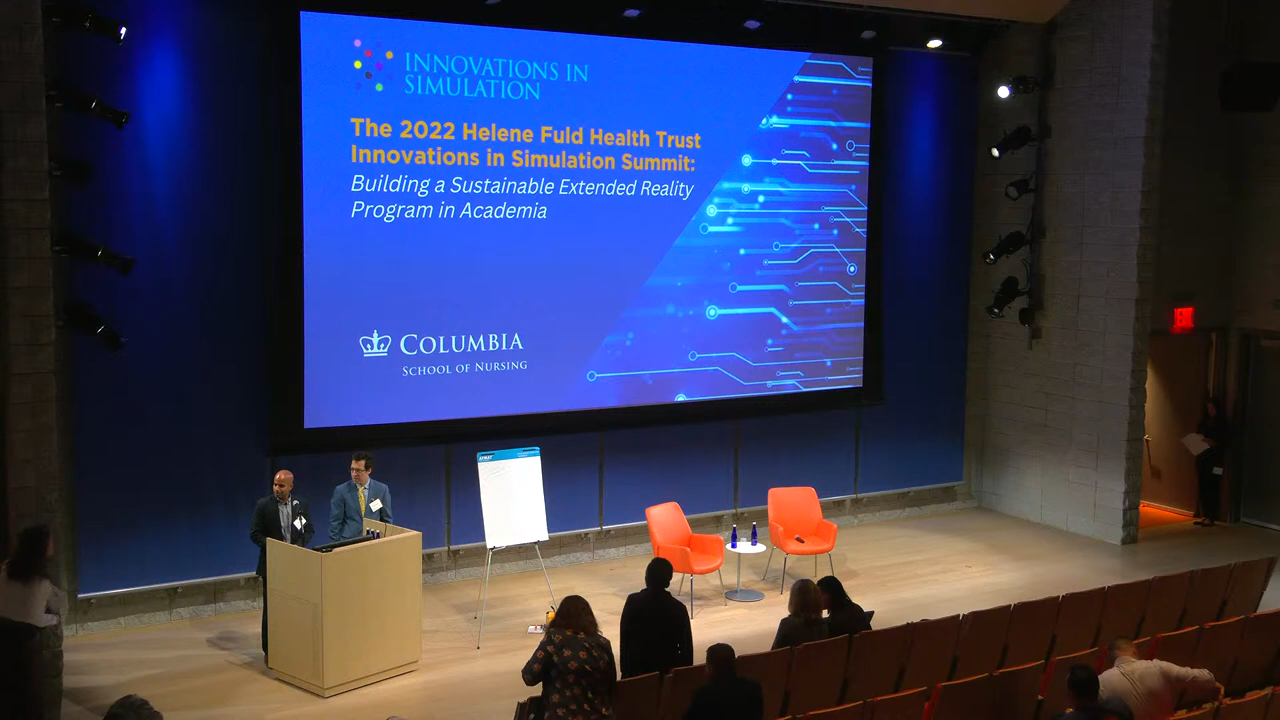 INNOVATIONS IN
SIMULATION
The 2022 Helene Fuld Health Trust
Innovations in Simulation Summit:
Building a Sustainable Extended Reality
Program in Academia
COLUMBIA
SCHOOL OF NURSING
EXIT